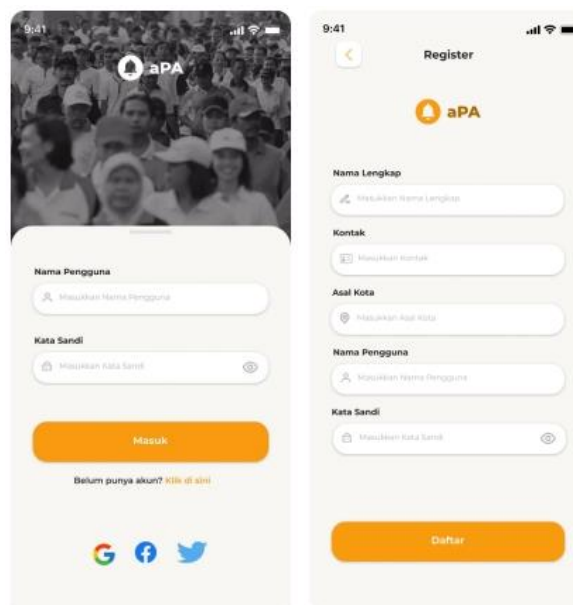 9:41
aPA
Nama Pengguna
Masukkan Nama Pengguna
Kata Sandi
Masukkan Kata Sandi
Masuk
Belum punya akun? Klik di sini
9:41
Register
aPA
Nama Lengkap
Masukkan Nama Lengkap
Kontak
Masukkan Kontak
Asal Kota
Masukkan Asal Kota
Nama Pengguna
Masukkan Nama Pengguna
Kata Sandi
Masukkan Kata Sandi
Daftar